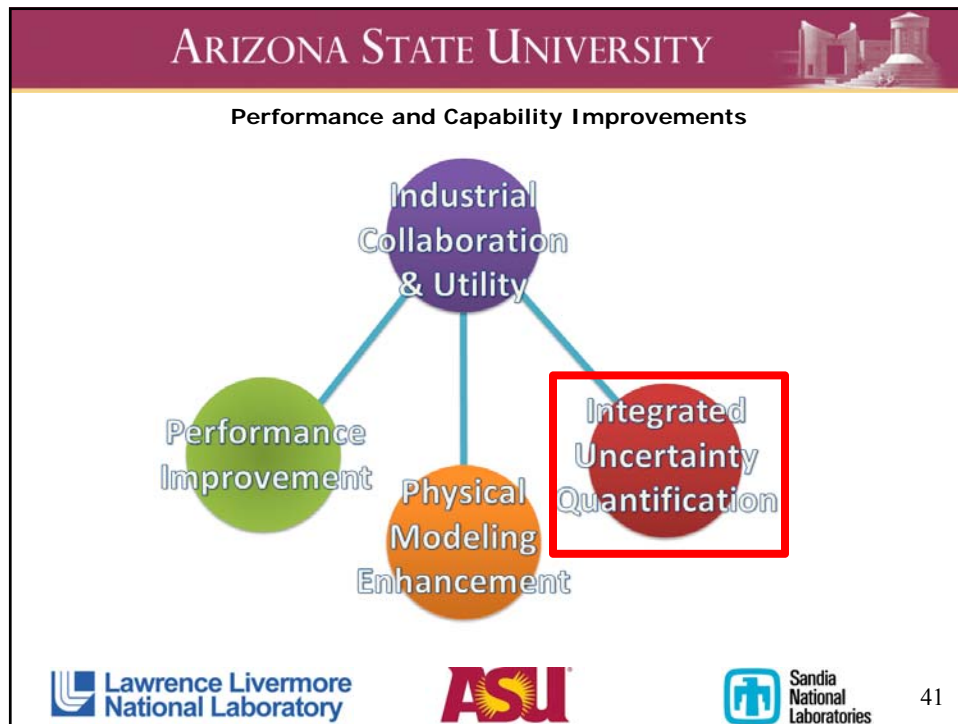 ARIZONA STATE UNIVERSITY
Performance and Capability Improvements
Industrial
Collaboration
& Utility
Performance
Improvement
Physical
Modeling
Enhancement
Integrated
Uncertainty
Quantification
Lawrence Livermore
National Laboratory
ASU
Sandia
National
Laboratories
41